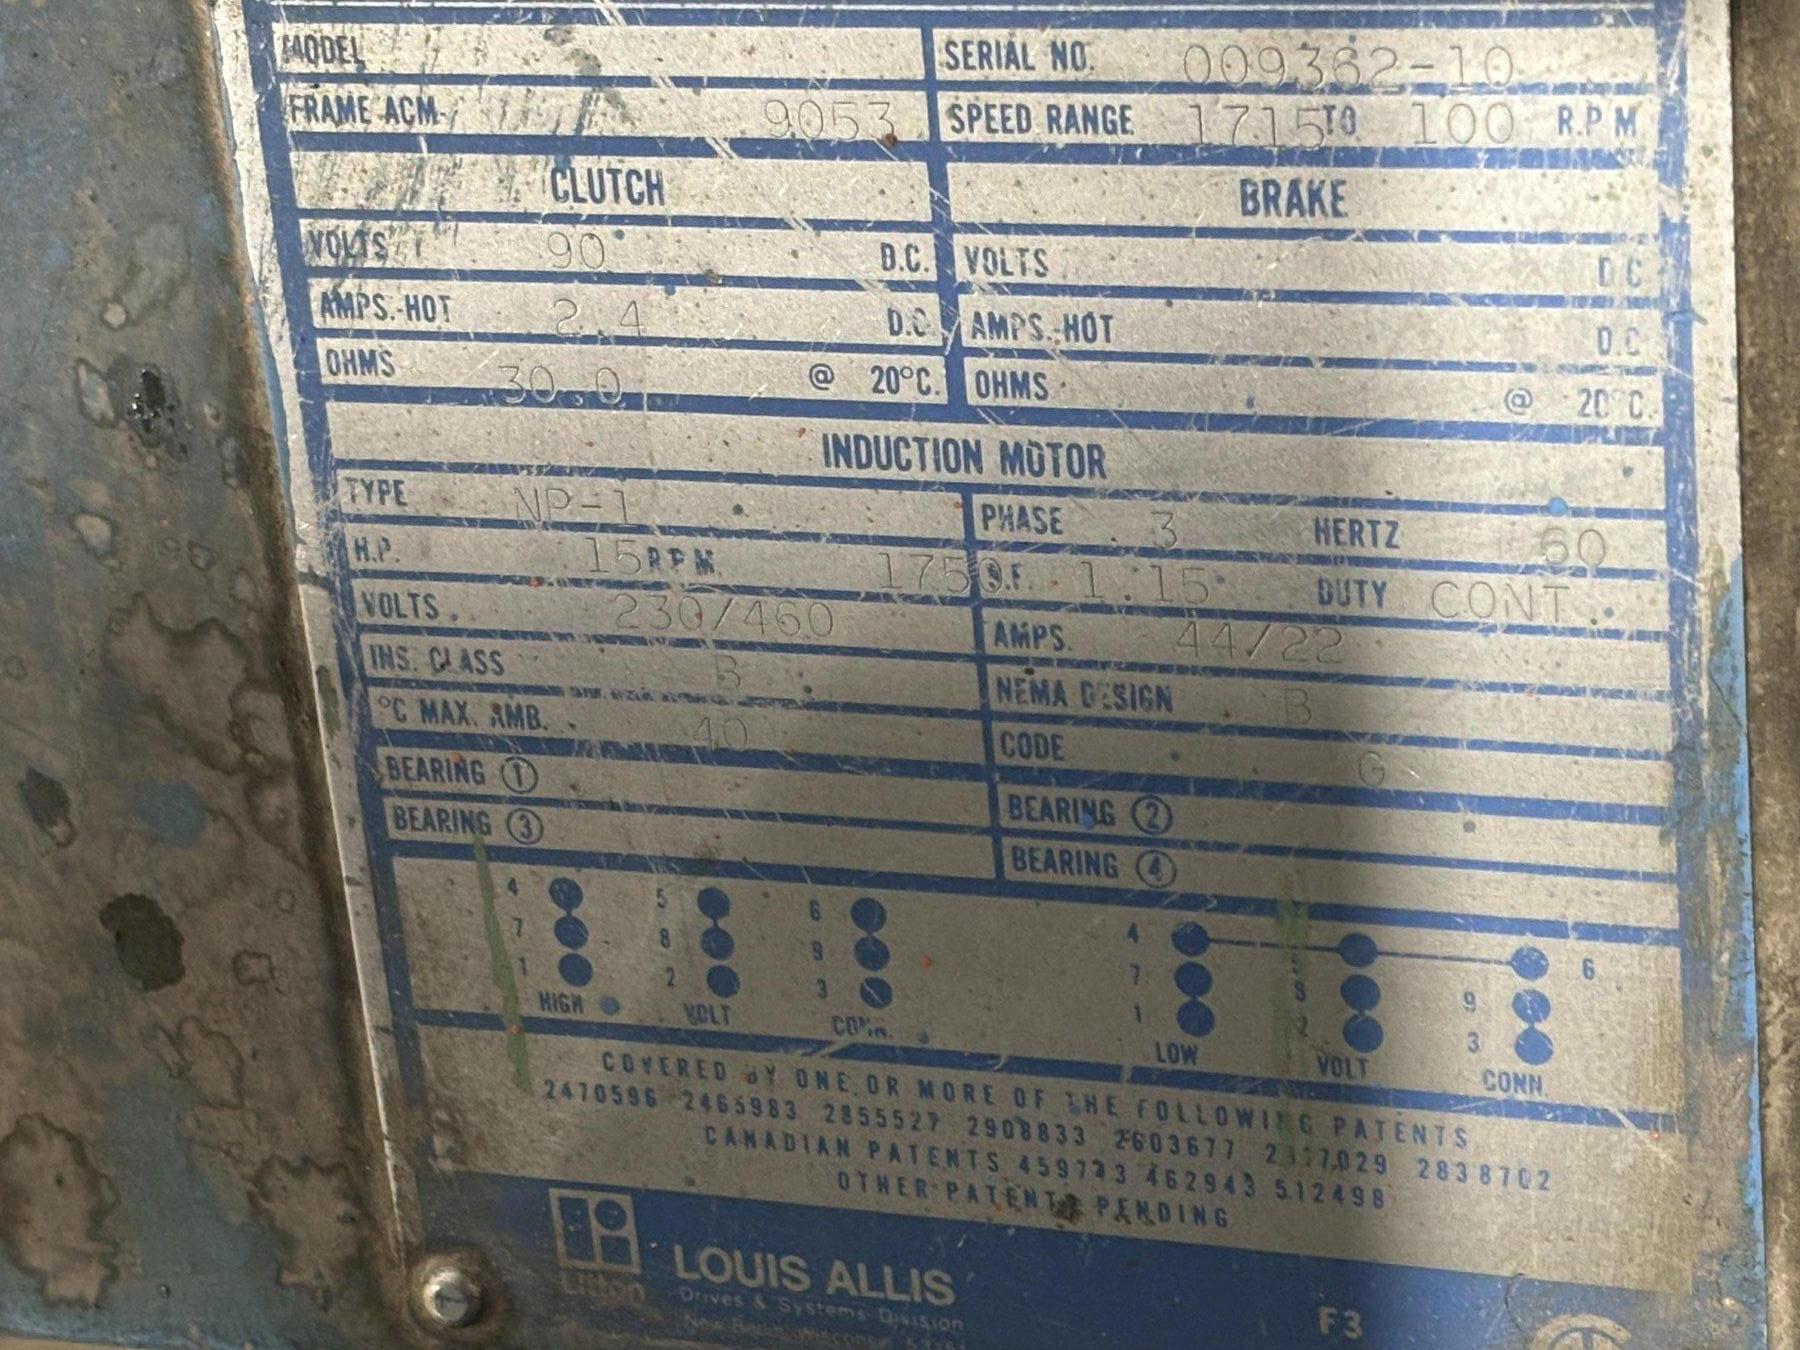 MODEL
SERIAL NO. 009362-10
FRAME ACM- 9053
SPEED RANGE 1715 TO 100 R.P.M
CLUTCH
BRAKE
VOLTS 90 D.C.
VOLTS D C
AMPS.-HOT 2.4 D.C
AMPS.-HOT D.C
OHMS 30.0 @ 20°C.
OHMS @ 20°C.
INDUCTION MOTOR
TYPE NP-1
PHASE 3 HERTZ 60
H.P. 15 R.P.M. 1750
S.F. 1.15 DUTY CONT.
VOLTS 230/460
AMPS. 44/22
INS. CLASS B
NEMA DESIGN B
°C MAX. AMB. 40
CODE G
BEARING 1
BEARING 2
BEARING 3
BEARING 4
4 5 6
7 8 9
1 2 3
HIGH VOLT CONN.
4 6
7 8 9
1 2 3
LOW VOLT CONN.
COVERED BY ONE OR MORE OF THE FOLLOWING PATENTS
2470596 2465983 2855527 2908833 2603677 2838702
CANADIAN PATENTS 462943 512498
OTHER PATENTS PENDING
Litton
LOUIS ALLIS
Drives & Systems Division
F3